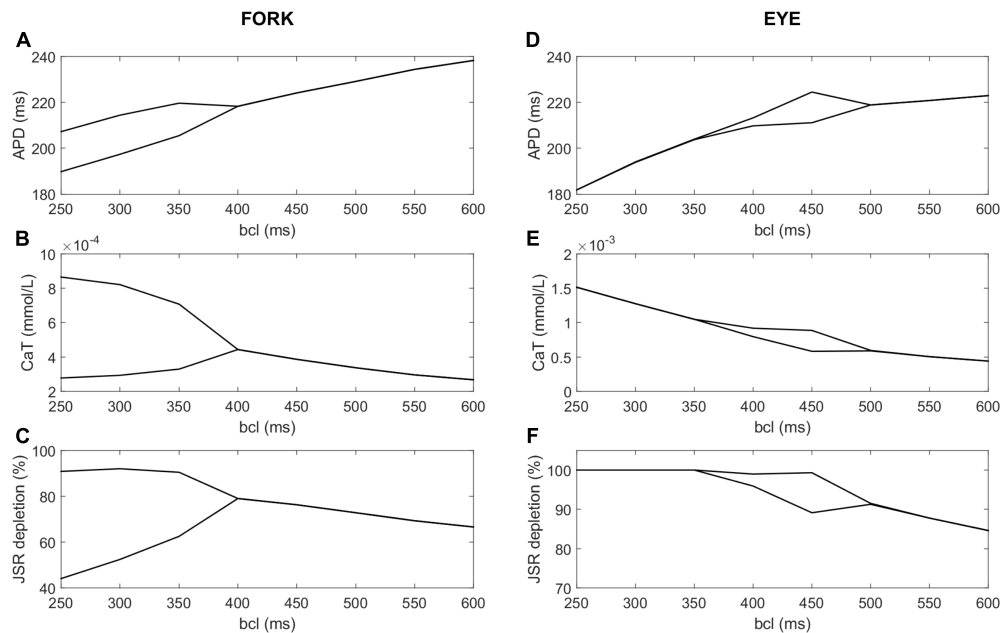 FORK
EYE
A
240
220
200
180
APD (ms)
250 300 350 400 450 500 550 600
bcl (ms)
D
240
220
200
180
APD (ms)
250 300 350 400 450 500 550 600
bcl (ms)
B
×10⁻⁴
10
8
6
4
2
CaT (mmol/L)
250 300 350 400 450 500 550 600
bcl (ms)
E
×10⁻³
2
1.5
1
0.5
0
CaT (mmol/L)
250 300 350 400 450 500 550 600
bcl (ms)
C
100
80
60
40
JSR depletion (%)
250 300 350 400 450 500 550 600
bcl (ms)
F
100
90
80
70
JSR depletion (%)
250 300 350 400 450 500 550 600
bcl (ms)